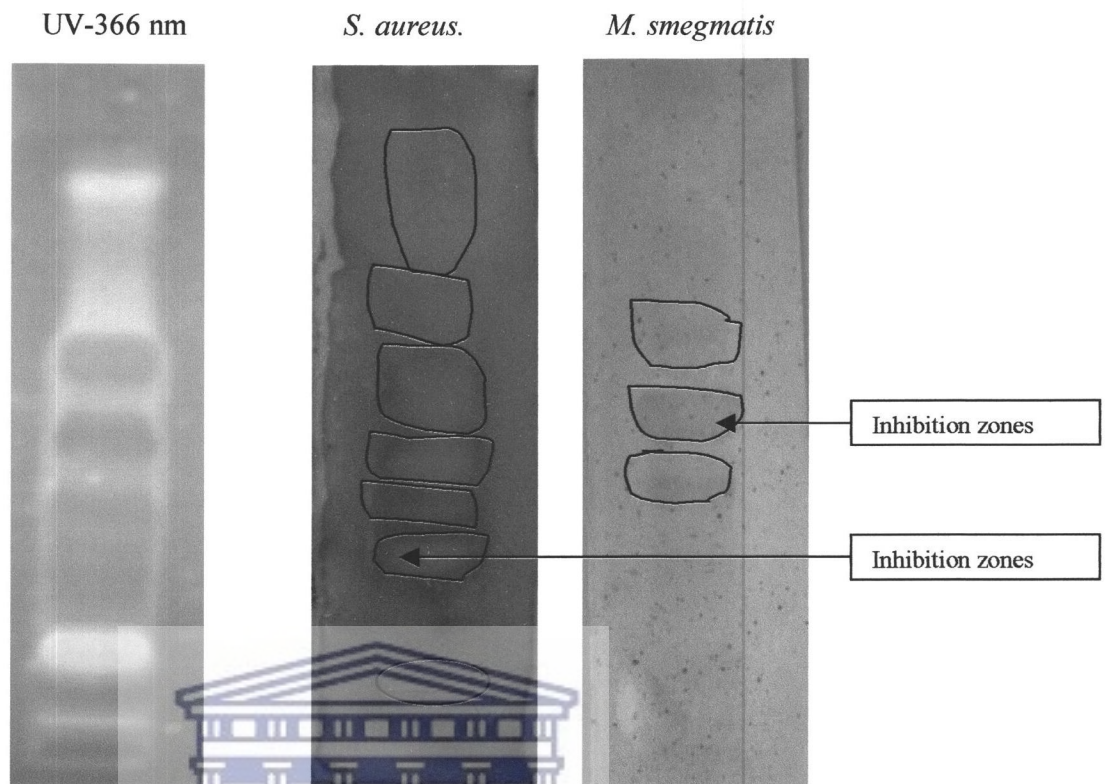 UV-366 nm
S. aureus.
M. smegmatis
Inhibition zones
Inhibition zones